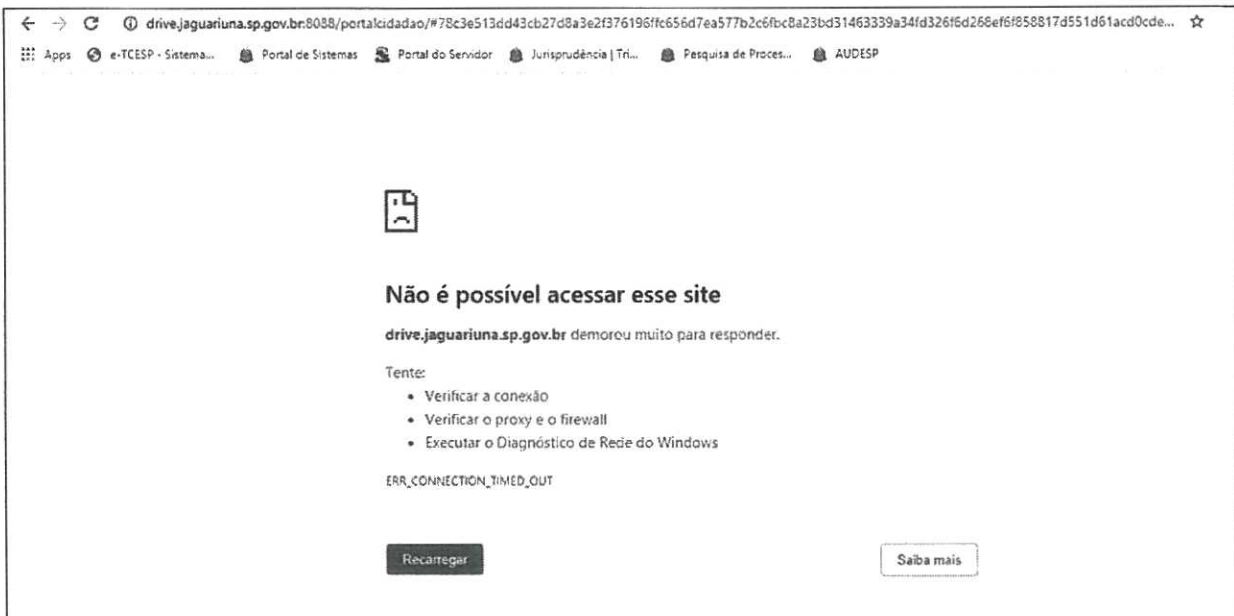 drive.jaguariuna.sp.gov.br:8088/portalcidadao/#78c3e513dd43cb27d8a3e2f376196ffc656d7ea577b2c6fbc8a23bd31463339a34fd326f6d268ef6f858817d551d61acd0cde...
Apps e-TCESP - Sistema... Portal de Sistemas Portal do Servidor Jurisprudência | Tri... Pesquisa de Proces... AUDESP
Não é possível acessar esse site
drive.jaguariuna.sp.gov.br demorou muito para responder.
Tente:
• Verificar a conexão
• Verificar o proxy e o firewall
• Executar o Diagnóstico de Rede do Windows
ERR_CONNECTION_TIMED_OUT
Recarregar
Saiba mais